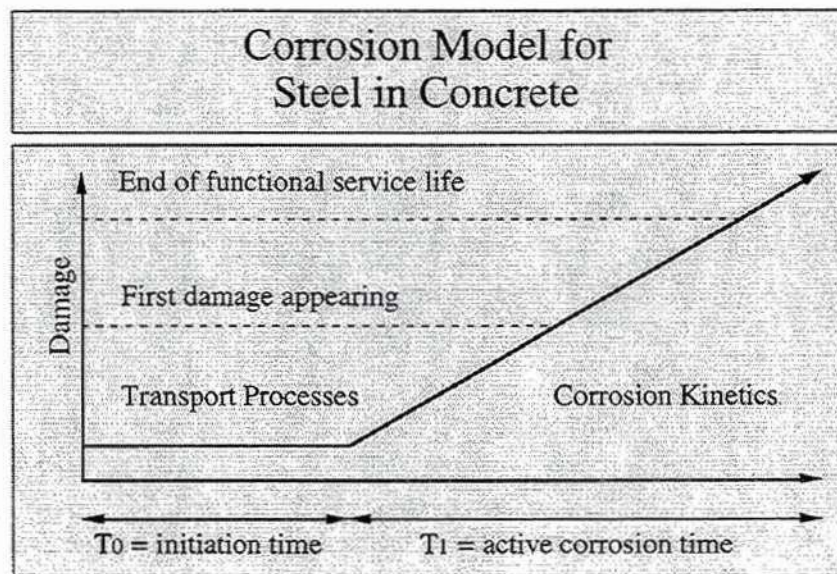 Corrosion Model for
Steel in Concrete
End of functional service life
First damage appearing
Damage
Transport Processes
Corrosion Kinetics
T0 = initiation time
T1 = active corrosion time